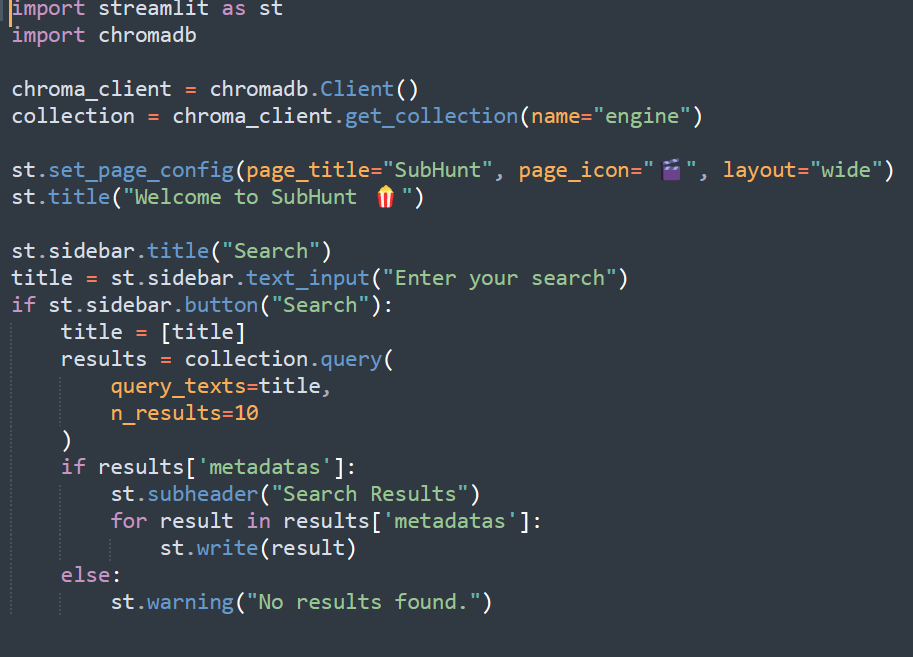 import streamlit as st
import chromadb
chroma_client = chromadb.Client()
collection = chroma_client.get_collection(name="engine")
st.set_page_config(page_title="SubHunt", page_icon="🎬", layout="wide")
st.title("Welcome to SubHunt 🍿")
st.sidebar.title("Search")
title = st.sidebar.text_input("Enter your search")
if st.sidebar.button("Search"):
    title = [title]
    results = collection.query(
        query_texts=title,
        n_results=10
    )
    if results['metadatas']:
        st.subheader("Search Results")
        for result in results['metadatas']:
            st.write(result)
    else:
        st.warning("No results found.")